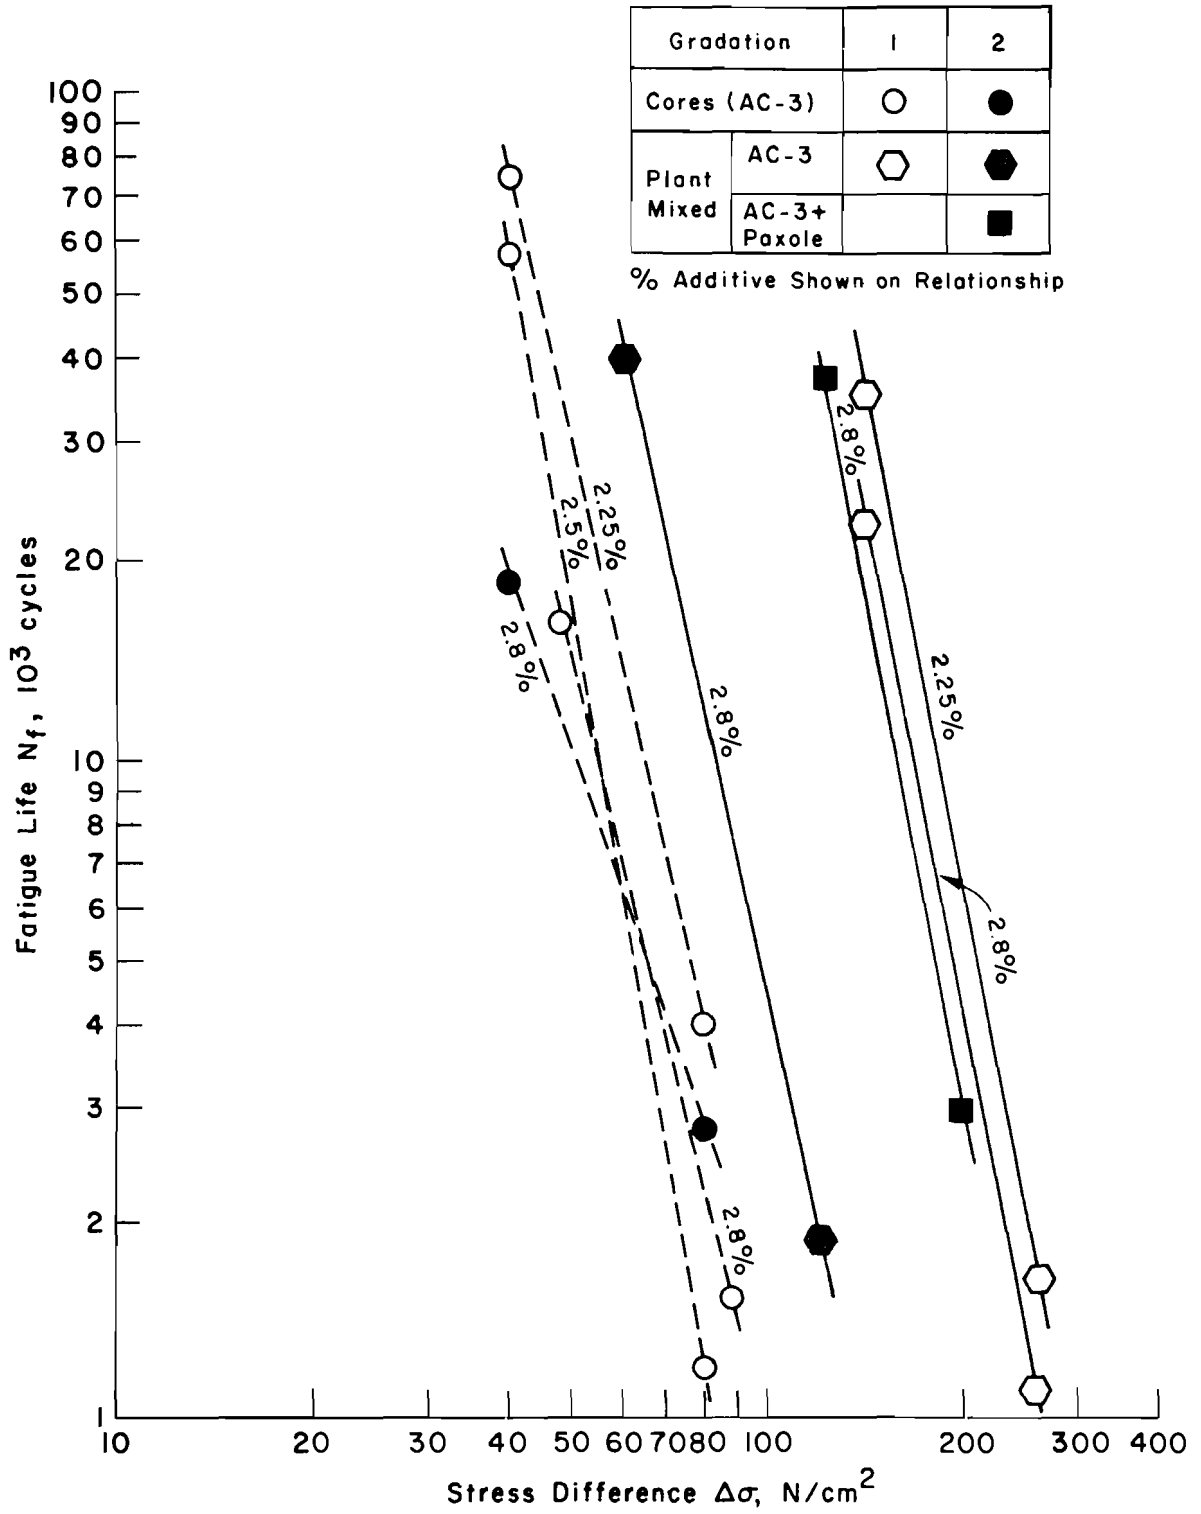 Gradation 1 2
Cores (AC-3)
Plant
Mixed
AC-3
AC-3+
Paxole
% Additive Shown on Relationship
100
90
80
70
60
50
40
30
20
10
9
8
7
6
5
4
3
2
1
Fatigue Life Nf, 10³ cycles
2.5%
2.25%
2.8%
2.8%
2.8%
2.8%
2.25%
2.8%
10 20 30 40 50 60 70 80 100 200 300 400
Stress Difference Δσ, N/cm²